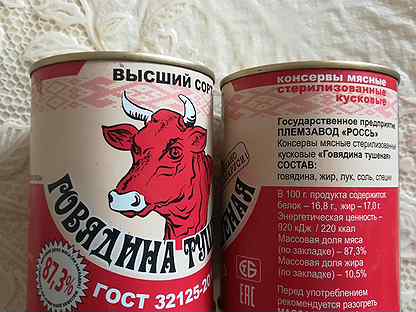 ВЫСШИЙ СОРТ
ГОВЯДИНА ТУШЕНАЯ
87,3%
ГОСТ 32125-20
консервы мясные
стерилизованные
кусковые
Государственное предприятие
ПЛЕМЗАВОД «РОССЬ»
Консервы мясные стерилизованные
кусковые «Говядина тушеная»
СОСТАВ:
говядина, жир, лук, соль, специи
В 100 г. продукта содержится:
белок – 16,8 г., жир –17,0 г.
Энергетическая ценность –
920 кДж / 220 ккал
Массовая доля мяса
(по закладке) – 87,3%
Массовая доля жира
(по закладке) – 10,5%
Перед употреблением
рекомендуется разогреть
ЕАС